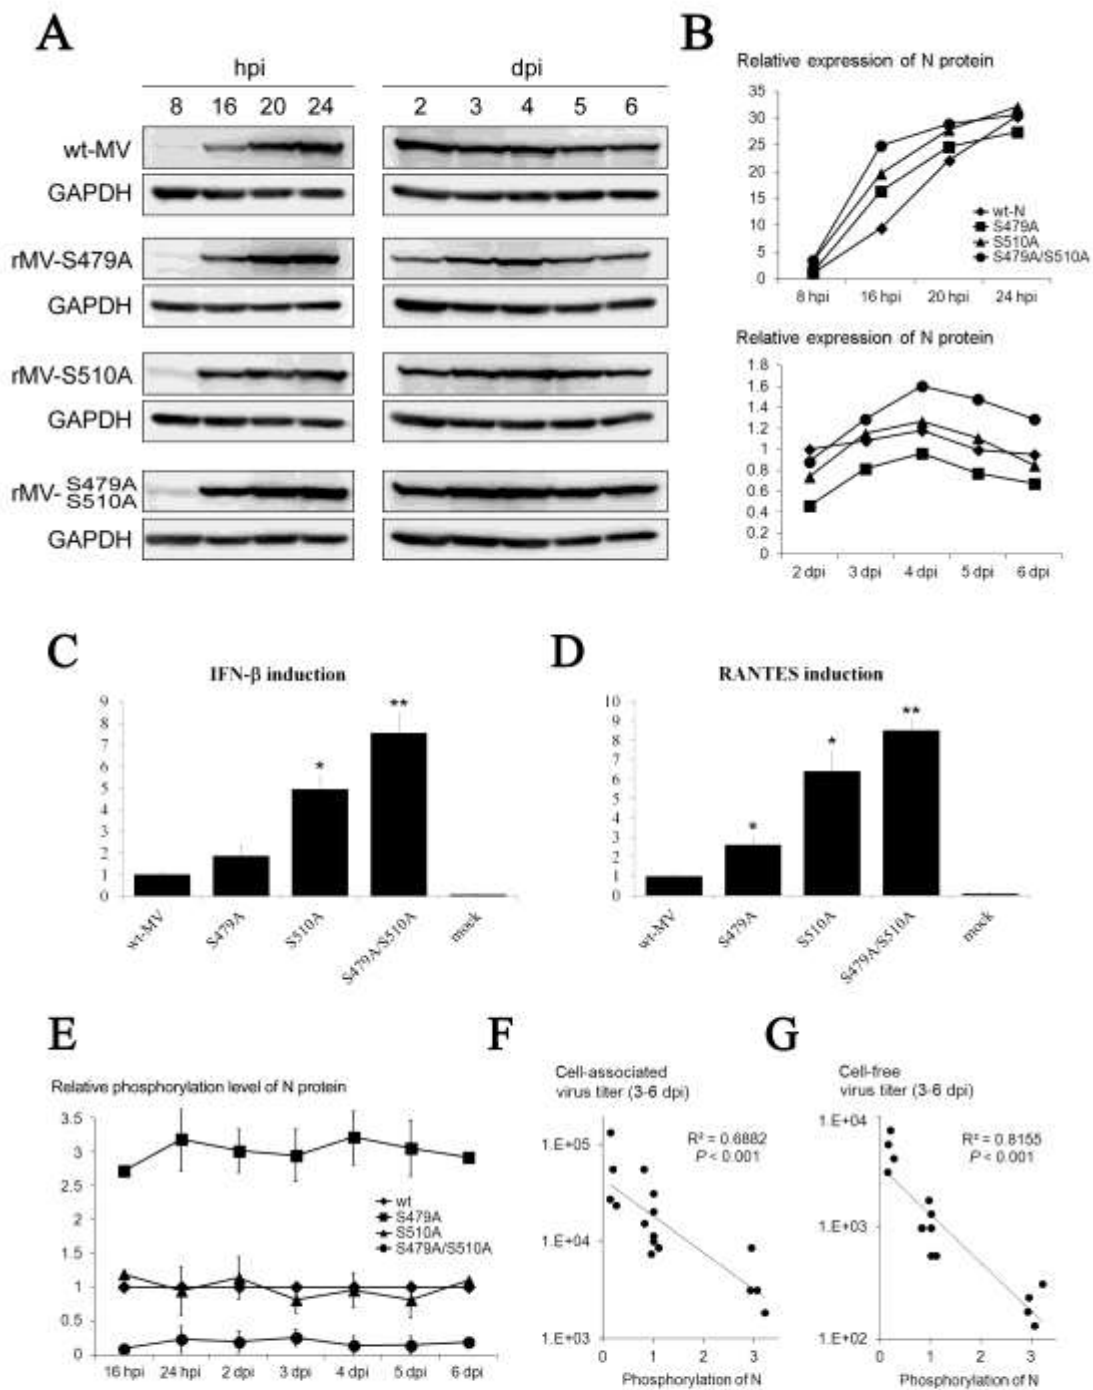 A
hpi
dpi
8 16 20 24
2 3 4 5 6
wt-MV
GAPDH
rMV-S479A
GAPDH
rMV-S510A
GAPDH
rMV- S479A
S510A
GAPDH
B
Relative expression of N protein
35
30
25
20
15
10
5
0
wt-N
S479A
S510A
S479A/S510A
8 hpi 16 hpi 20 hpi 24 hpi
Relative expression of N protein
1.8
1.6
1.4
1.2
1
0.8
0.6
0.4
0.2
0
2 dpi 3 dpi 4 dpi 5 dpi 6 dpi
C
IFN-β induction
9
8
7
6
5
4
3
2
1
0
*
**
wt-MV
S479A
S510A
S479A/S510A
mock
D
RANTES induction
10
9
8
7
6
5
4
3
2
1
0
*
*
**
wt-MV
S479A
S510A
S479A/S510A
mock
E
Relative phosphorylation level of N protein
3.5
3
2.5
2
1.5
1
0.5
0
wt
S479A
S510A
S479A/S510A
16 hpi 24 hpi 2 dpi 3 dpi 4 dpi 5 dpi 6 dpi
F
Cell-associated
virus titer (3-6 dpi)
1.E+05
1.E+04
1.E+03
R² = 0.6882
P < 0.001
0 1 2 3
Phosphorylation of N
G
Cell-free
virus titer (3-6 dpi)
1.E+04
1.E+03
1.E+02
R² = 0.8155
P < 0.001
0 1 2 3
Phosphorylation of N